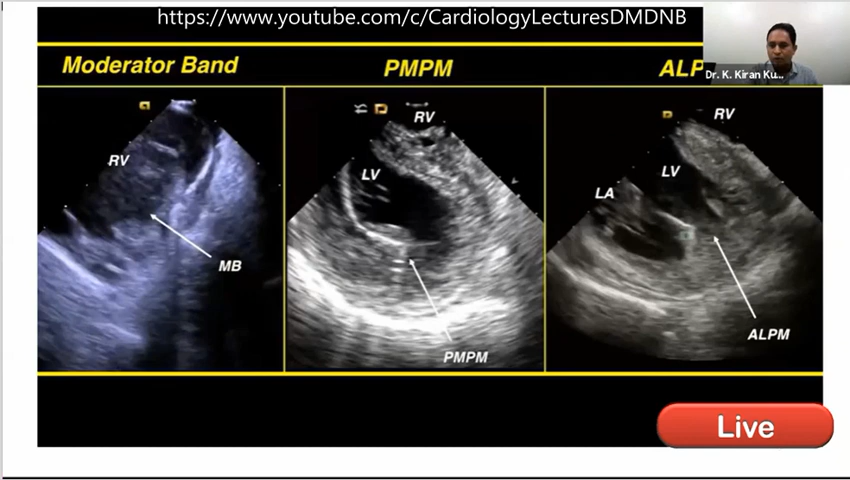 https://www.youtube.com/c/CardiologyLecturesDMDNB
Moderator Band
PMPM
ALP
Dr. K. Kiran Ku...
RV
MB
RV
LV
PMPM
RV
LV
LA
ALPM
Live